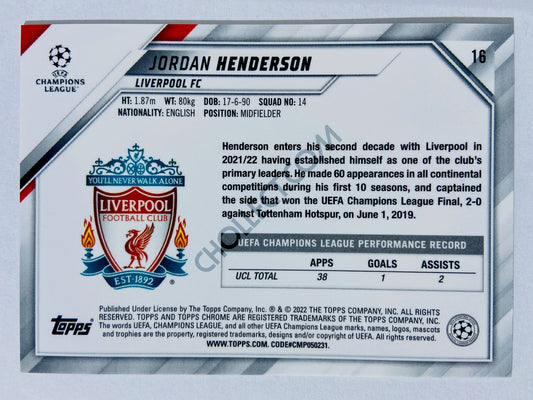 JORDAN HENDERSON
16
LIVERPOOL FC
CHAMPIONS
LEAGUE®
HT: 1.87m WT: 80kg DOB: 17-6-90 SQUAD NO: 14
NATIONALITY: ENGLISH POSITION: MIDFIELDER
Henderson enters his second decade with Liverpool in
2021/22 having established himself as one of the club's
primary leaders. He made 60 appearances in all continental
competitions during his first 10 seasons, and captained
the side that won the UEFA Champions League Final, 2-0
against Tottenham Hotspur, on June 1, 2019.
YOU'LL NEVER WALK ALONE
LIVERPOOL
FOOTBALL CLUB
EST·1892
UEFA CHAMPIONS LEAGUE PERFORMANCE RECORD
APPS GOALS ASSISTS
UCL TOTAL 38 1 2
CHOLLECT.COM
Topps
Published Under License by The Topps Company, Inc. ® & © 2022 THE TOPPS COMPANY, INC. ALL RIGHTS
RESERVED. TOPPS AND TOPPS CHROME ARE REGISTERED TRADEMARKS OF THE TOPPS COMPANY, INC.
The words UEFA, CHAMPIONS LEAGUE, and all other UEFA Champions League marks, names, logos, mascots
and trophies are the property, registered trademarks, designs and/or copyright of UEFA. All rights reserved.
WWW.TOPPS.COM. CODE#CMP050231.